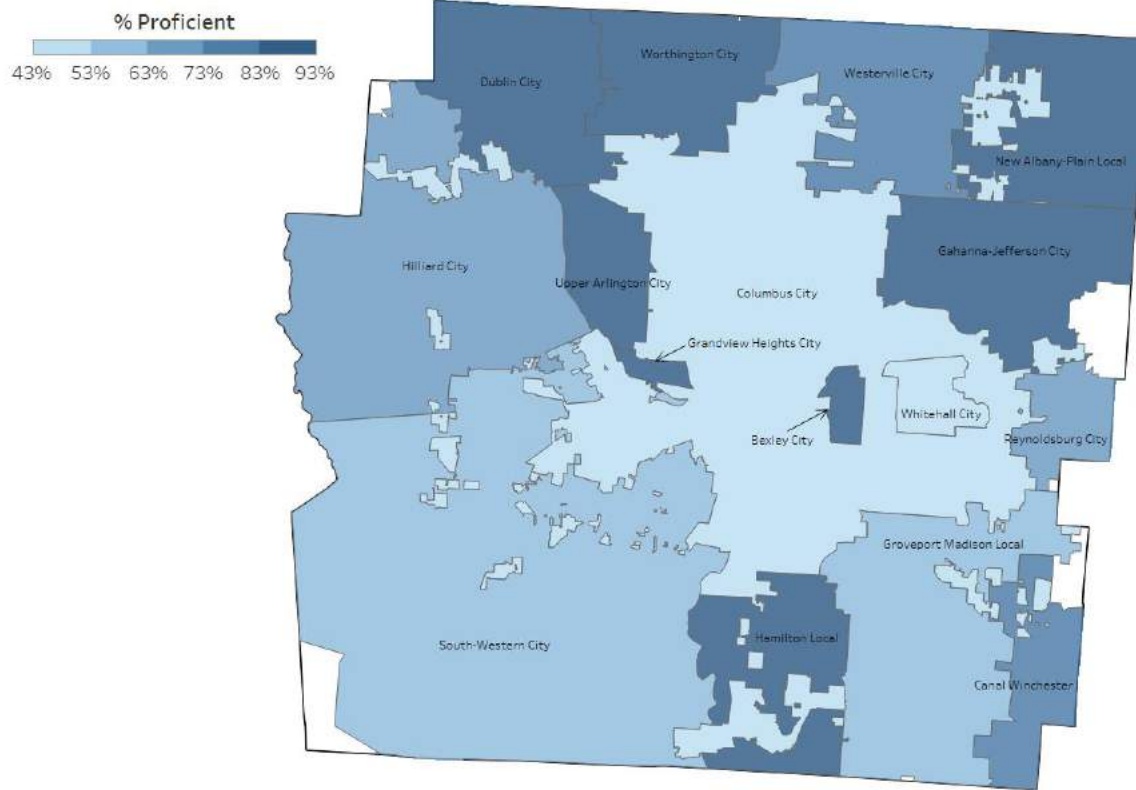 % Proficient
43% 53% 63% 73% 83% 93%
Worthington City
Westerville City
Dublin City
New Albany-Plain Local
Gahanna-Jefferson City
Hilliard City
Upper Arlington City
Columbus City
Grandview Heights City
Whitehall City
Bexley City
Reynoldsburg City
Groveport Madison Local
Hamilton Local
South-Western City
Canal Winchester